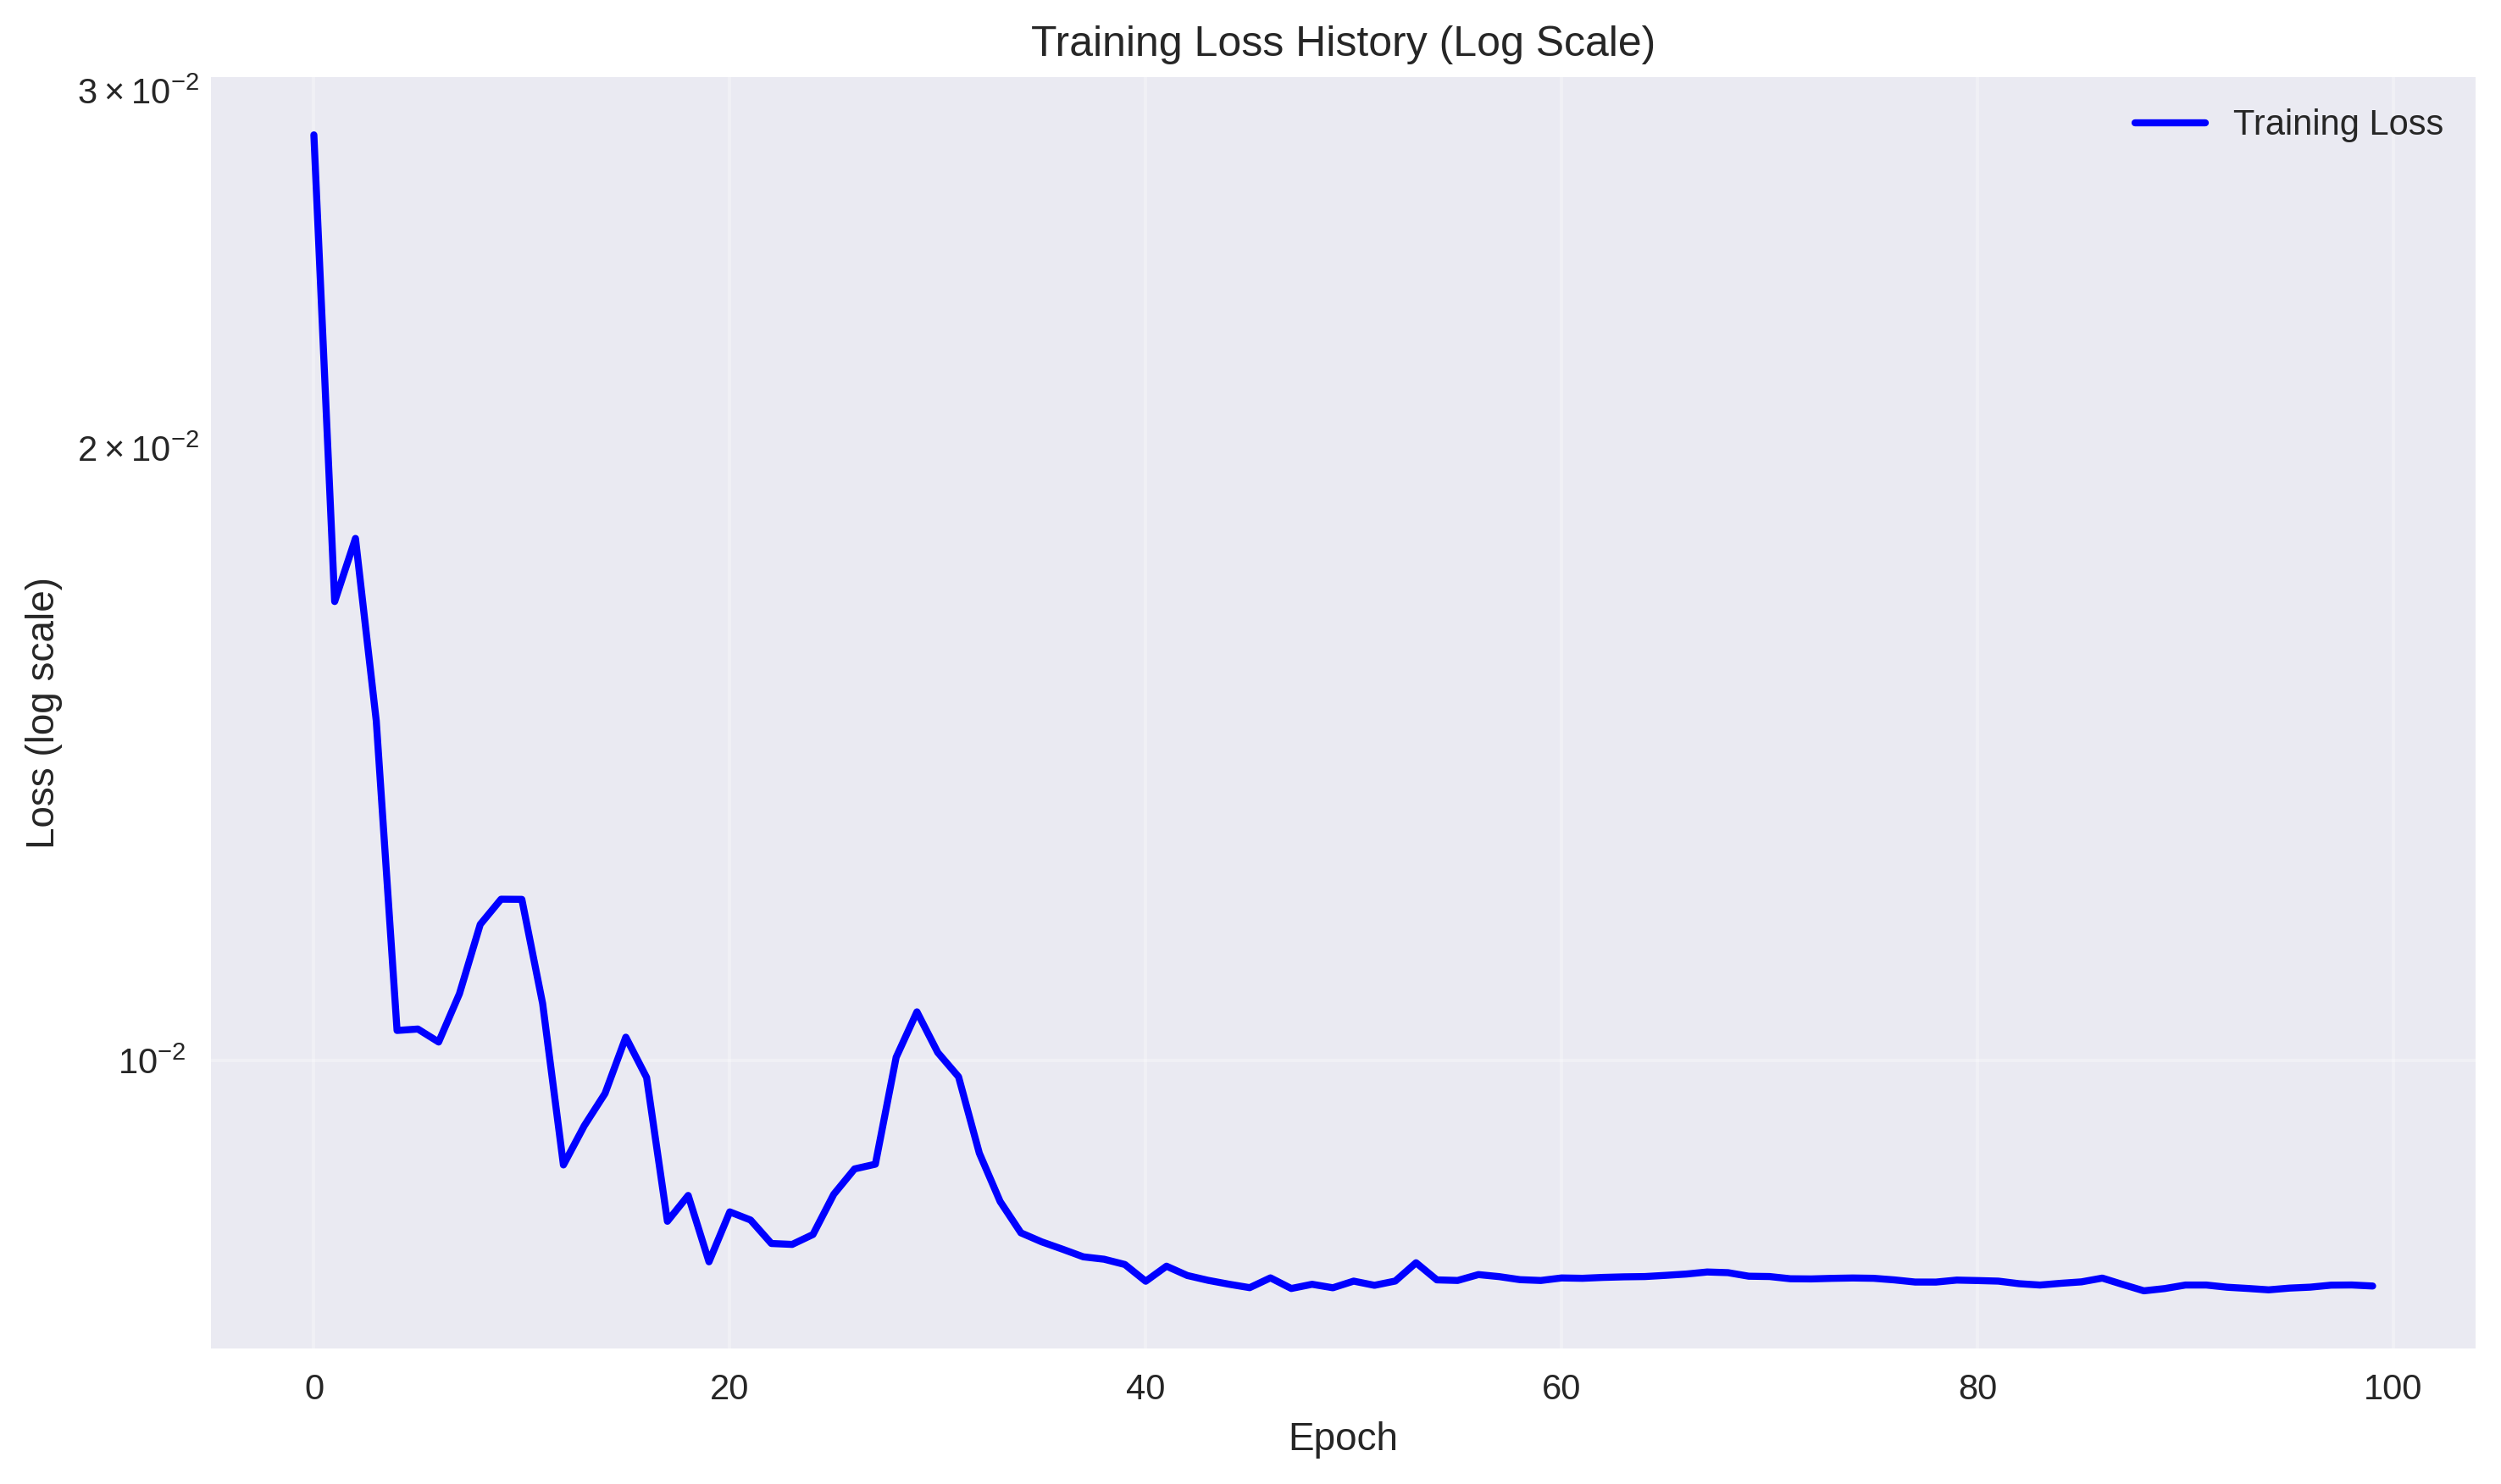 Training Loss History (Log Scale)
3 × 10⁻²
Training Loss
2 × 10⁻²
Loss (log scale)
10⁻²
0 20 40 60 80 100
Epoch